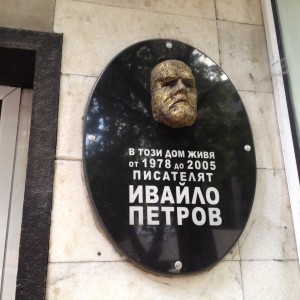 В ТОЗИ ДОМ ЖИВЯ
от 1978 до 2005
ПИСАТЕЛЯТ
ИВАЙЛО
ПЕТРОВ